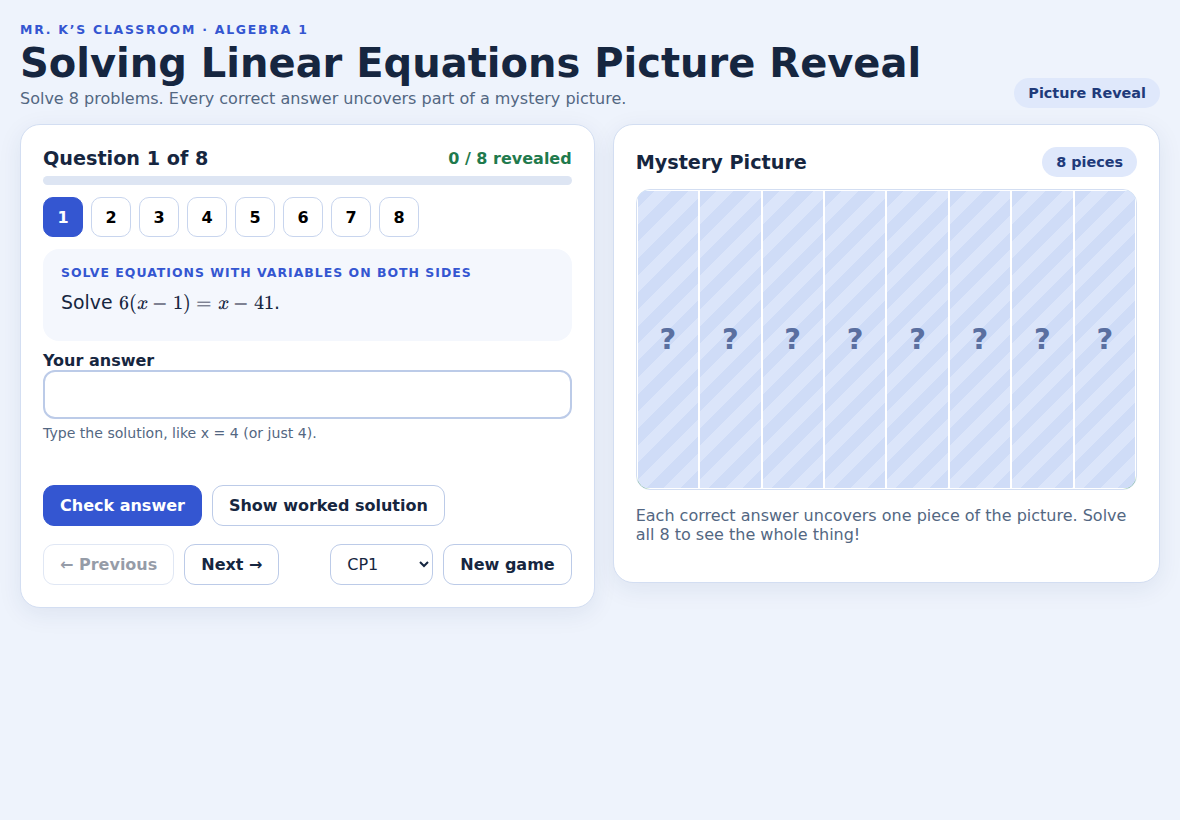 MR. K’S CLASSROOM · ALGEBRA 1
Solving Linear Equations Picture Reveal
Solve 8 problems. Every correct answer uncovers part of a mystery picture.
Picture Reveal
Question 1 of 8
0 / 8 revealed
1 2 3 4 5 6 7 8
SOLVE EQUATIONS WITH VARIABLES ON BOTH SIDES
Solve 6(x − 1) = x − 41.
Your answer
Type the solution, like x = 4 (or just 4).
Check answer
Show worked solution
← Previous
Next →
CP1
New game
Mystery Picture
8 pieces
? ? ? ? ? ? ? ?
Each correct answer uncovers one piece of the picture. Solve
all 8 to see the whole thing!